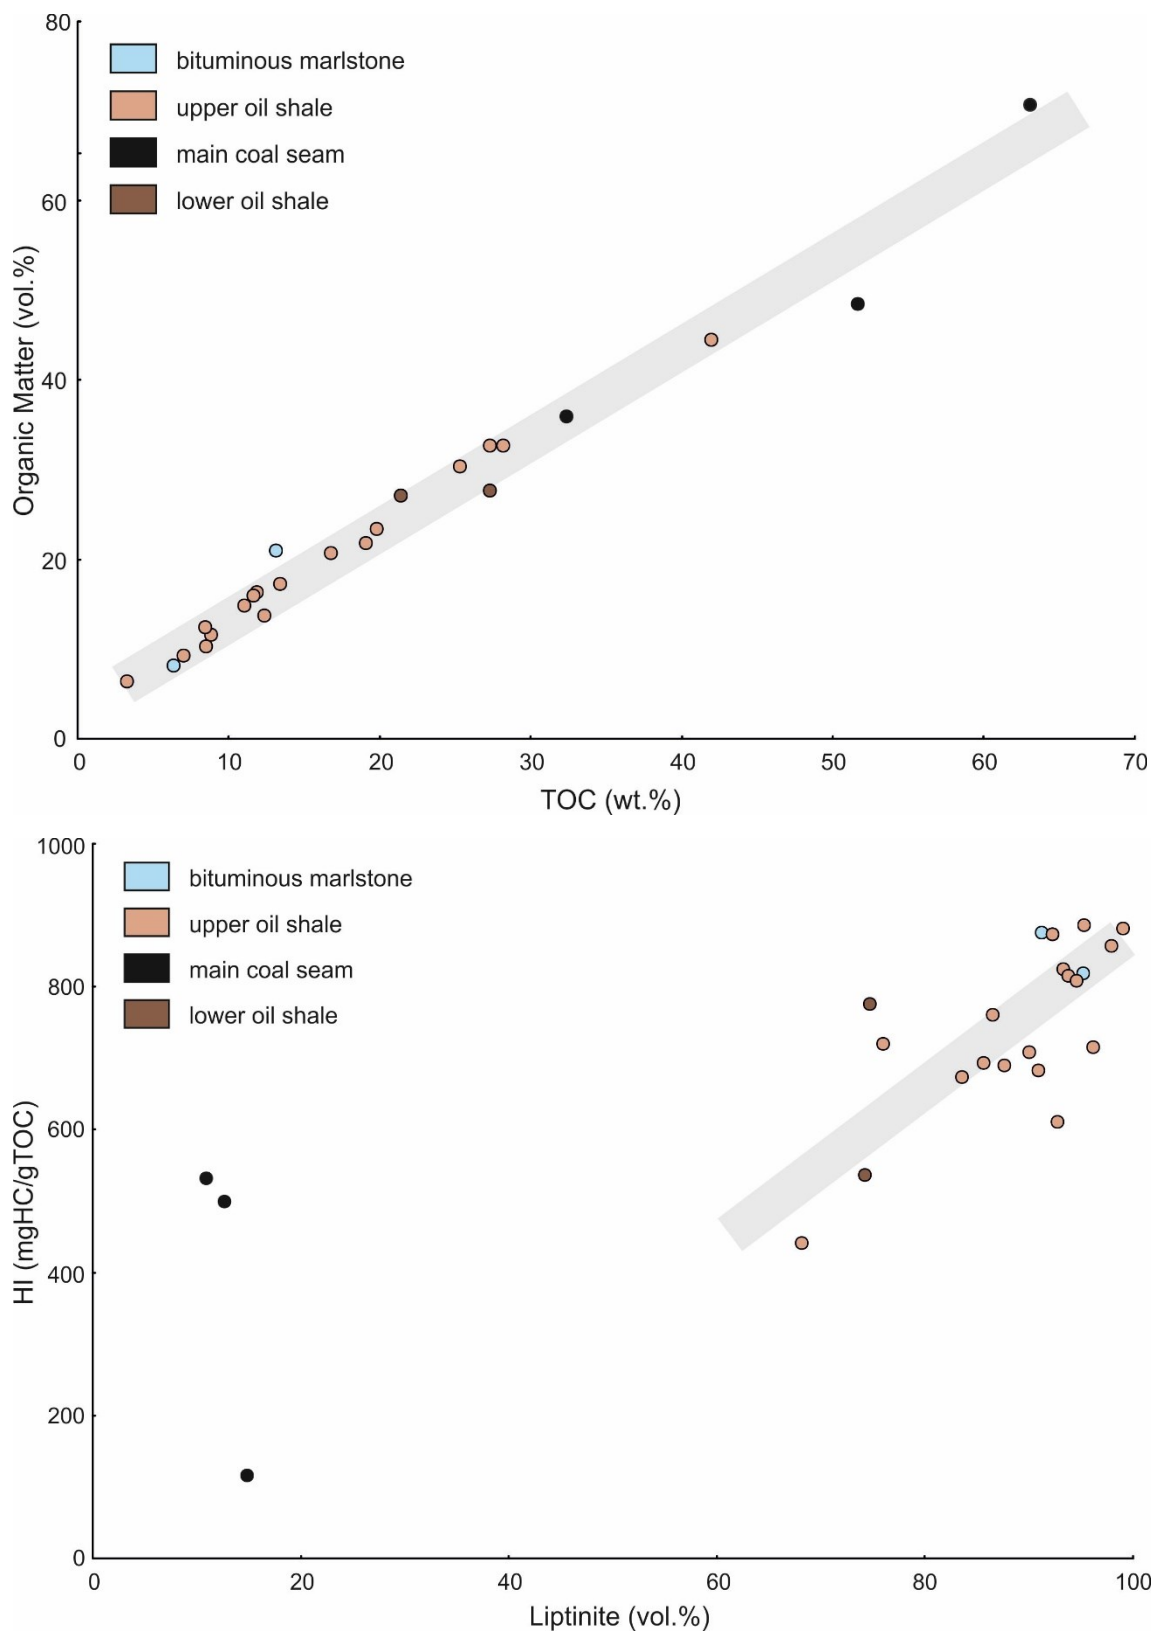 80
bituminous marlstone
upper oil shale
main coal seam
lower oil shale
60
40
20
0
Organic Matter (vol.%)
0 10 20 30 40 50 60 70
TOC (wt.%)
1000
bituminous marlstone
upper oil shale
main coal seam
lower oil shale
800
600
400
200
0
HI (mgHC/gTOC)
0 20 40 60 80 100
Liptinite (vol.%)